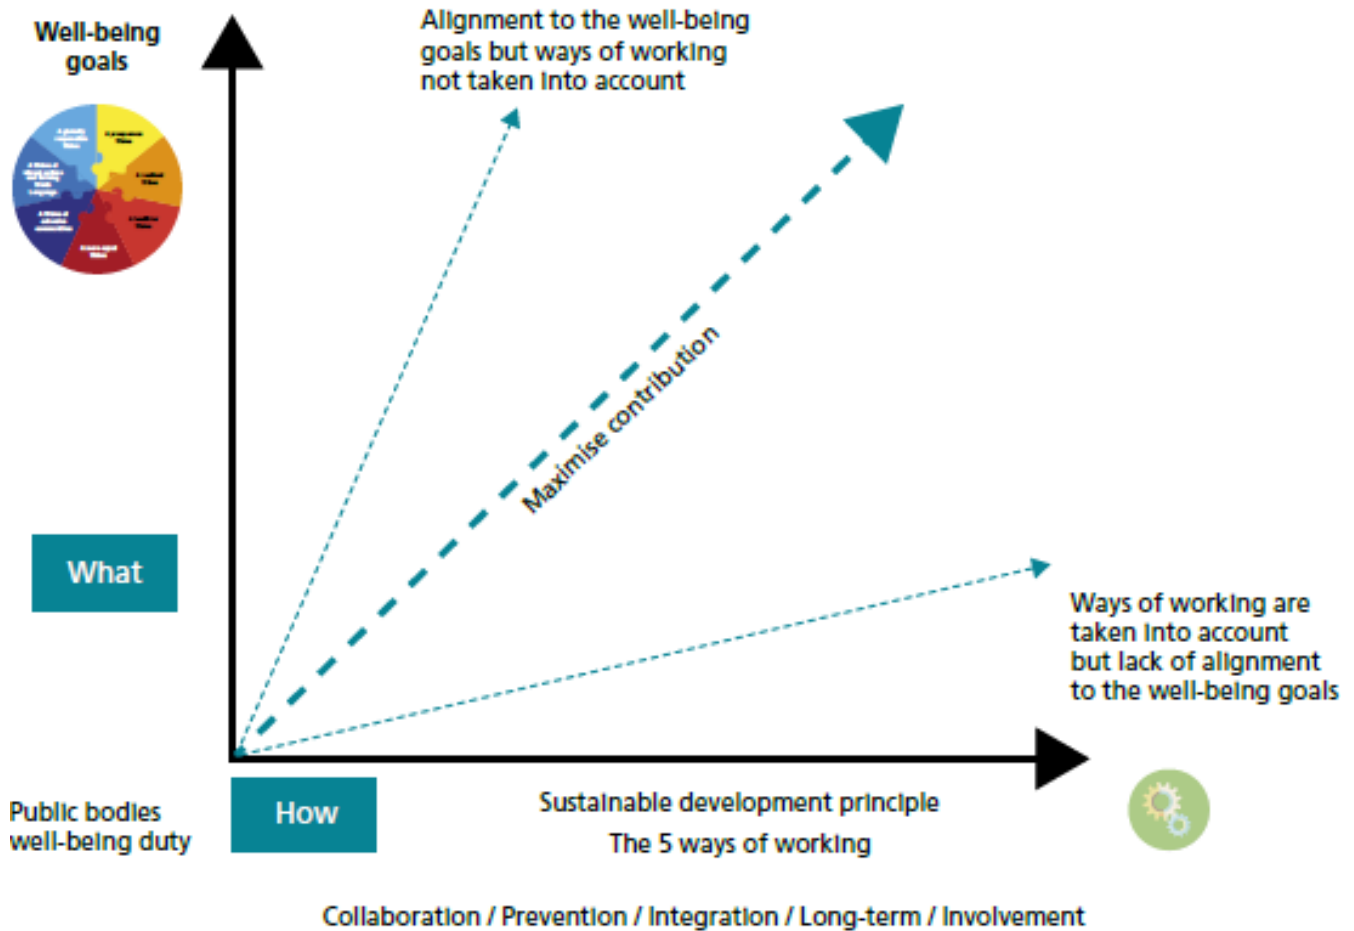 Well-being
goals
Alignment to the well-being
goals but ways of working
not taken into account
Maximise contribution
What
Ways of working are
taken into account
but lack of alignment
to the well-being goals
Public bodies
well-being duty
How
Sustainable development principle
The 5 ways of working
Collaboration / Prevention / Integration / Long-term / Involvement